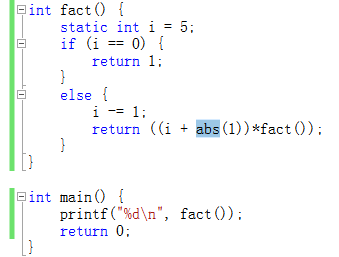 int fact() {
    static int i = 5;
    if (i == 0) {
        return 1;
    }
    else {
        i -= 1;
        return ((i + abs(1))*fact());
    }
}
int main() {
    printf("%d\n", fact());
    return 0;
}